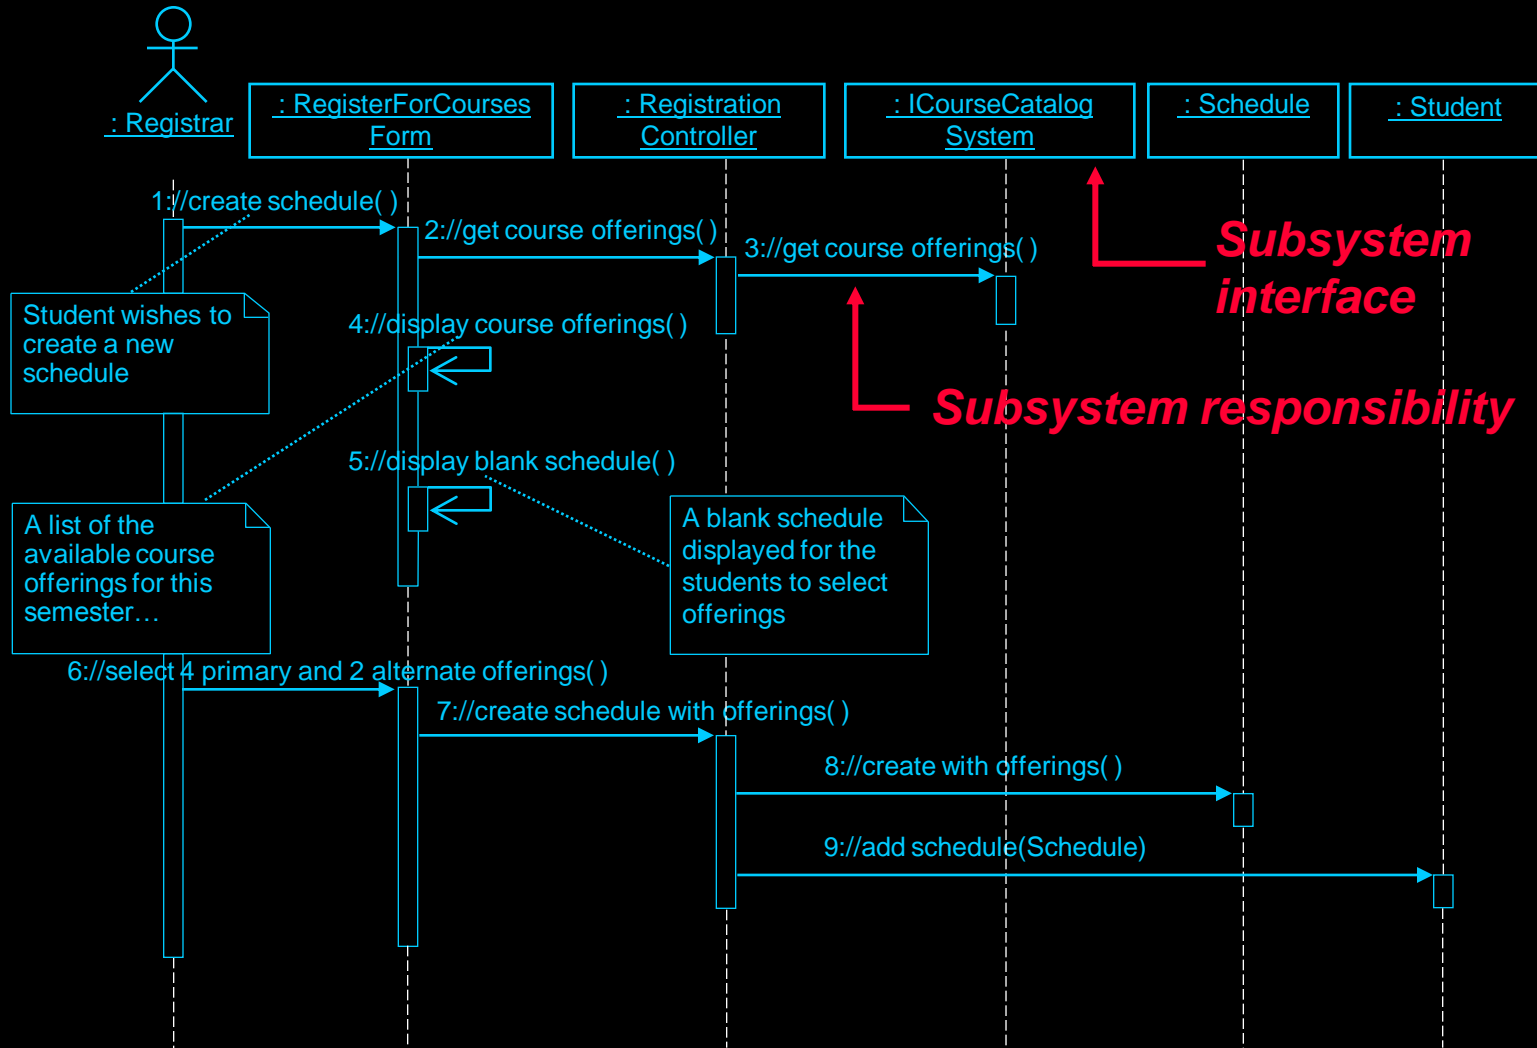 : Registrar
: RegisterForCourses
Form
: Registration
Controller
: ICourseCatalog
System
: Schedule
: Student
1://create schedule( )
2://get course offerings( )
3://get course offerings( )
Subsystem
interface
Student wishes to
create a new
schedule
4://display course offerings( )
Subsystem responsibility
5://display blank schedule( )
A list of the
available course
offerings for this
semester…
A blank schedule
displayed for the
students to select
offerings
6://select 4 primary and 2 alternate offerings( )
7://create schedule with offerings( )
8://create with offerings( )
9://add schedule(Schedule)